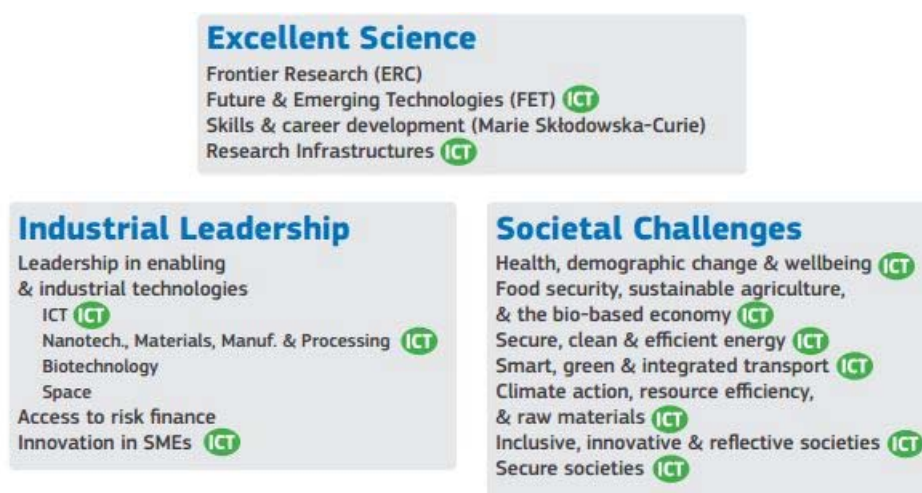 Excellent Science
Frontier Research (ERC)
Future & Emerging Technologies (FET) ICT
Skills & career development (Marie Skłodowska-Curie)
Research Infrastructures ICT
Industrial Leadership
Leadership in enabling
& industrial technologies
ICT ICT
Nanotech., Materials, Manuf. & Processing ICT
Biotechnology
Space
Access to risk finance
Innovation in SMEs ICT
Societal Challenges
Health, demographic change & wellbeing ICT
Food security, sustainable agriculture,
& the bio-based economy ICT
Secure, clean & efficient energy ICT
Smart, green & integrated transport ICT
Climate action, resource efficiency,
& raw materials ICT
Inclusive, innovative & reflective societies ICT
Secure societies ICT